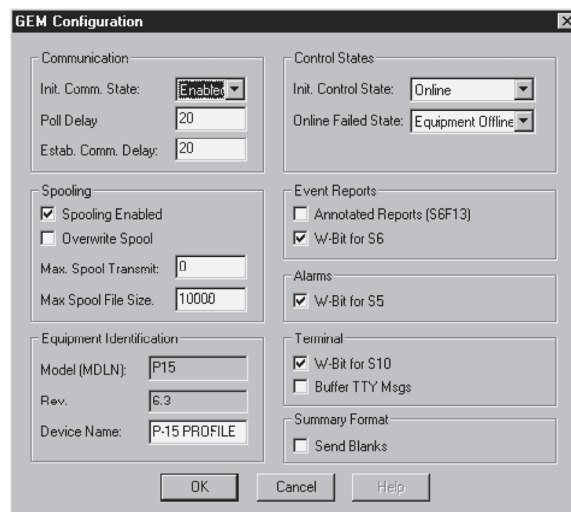 GEM Configuration
Communication
Init. Comm. State: Enabled
Poll Delay 20
Estab. Comm. Delay: 20
Control States
Init. Control State: Online
Online Failed State: Equipment Offline
Spooling
Spooling Enabled
Overwrite Spool
Max. Spool Transmit: 0
Max Spool File Size. 10000
Event Reports
Annotated Reports (S6F13)
W-Bit for S6
Alarms
W-Bit for S5
Equipment Identification
Model (MDLN): P15
Rev. 6.3
Device Name: P-15 PROFILE
Terminal
W-Bit for S10
Buffer TTY Msgs
Summary Format
Send Blanks
OK Cancel Help